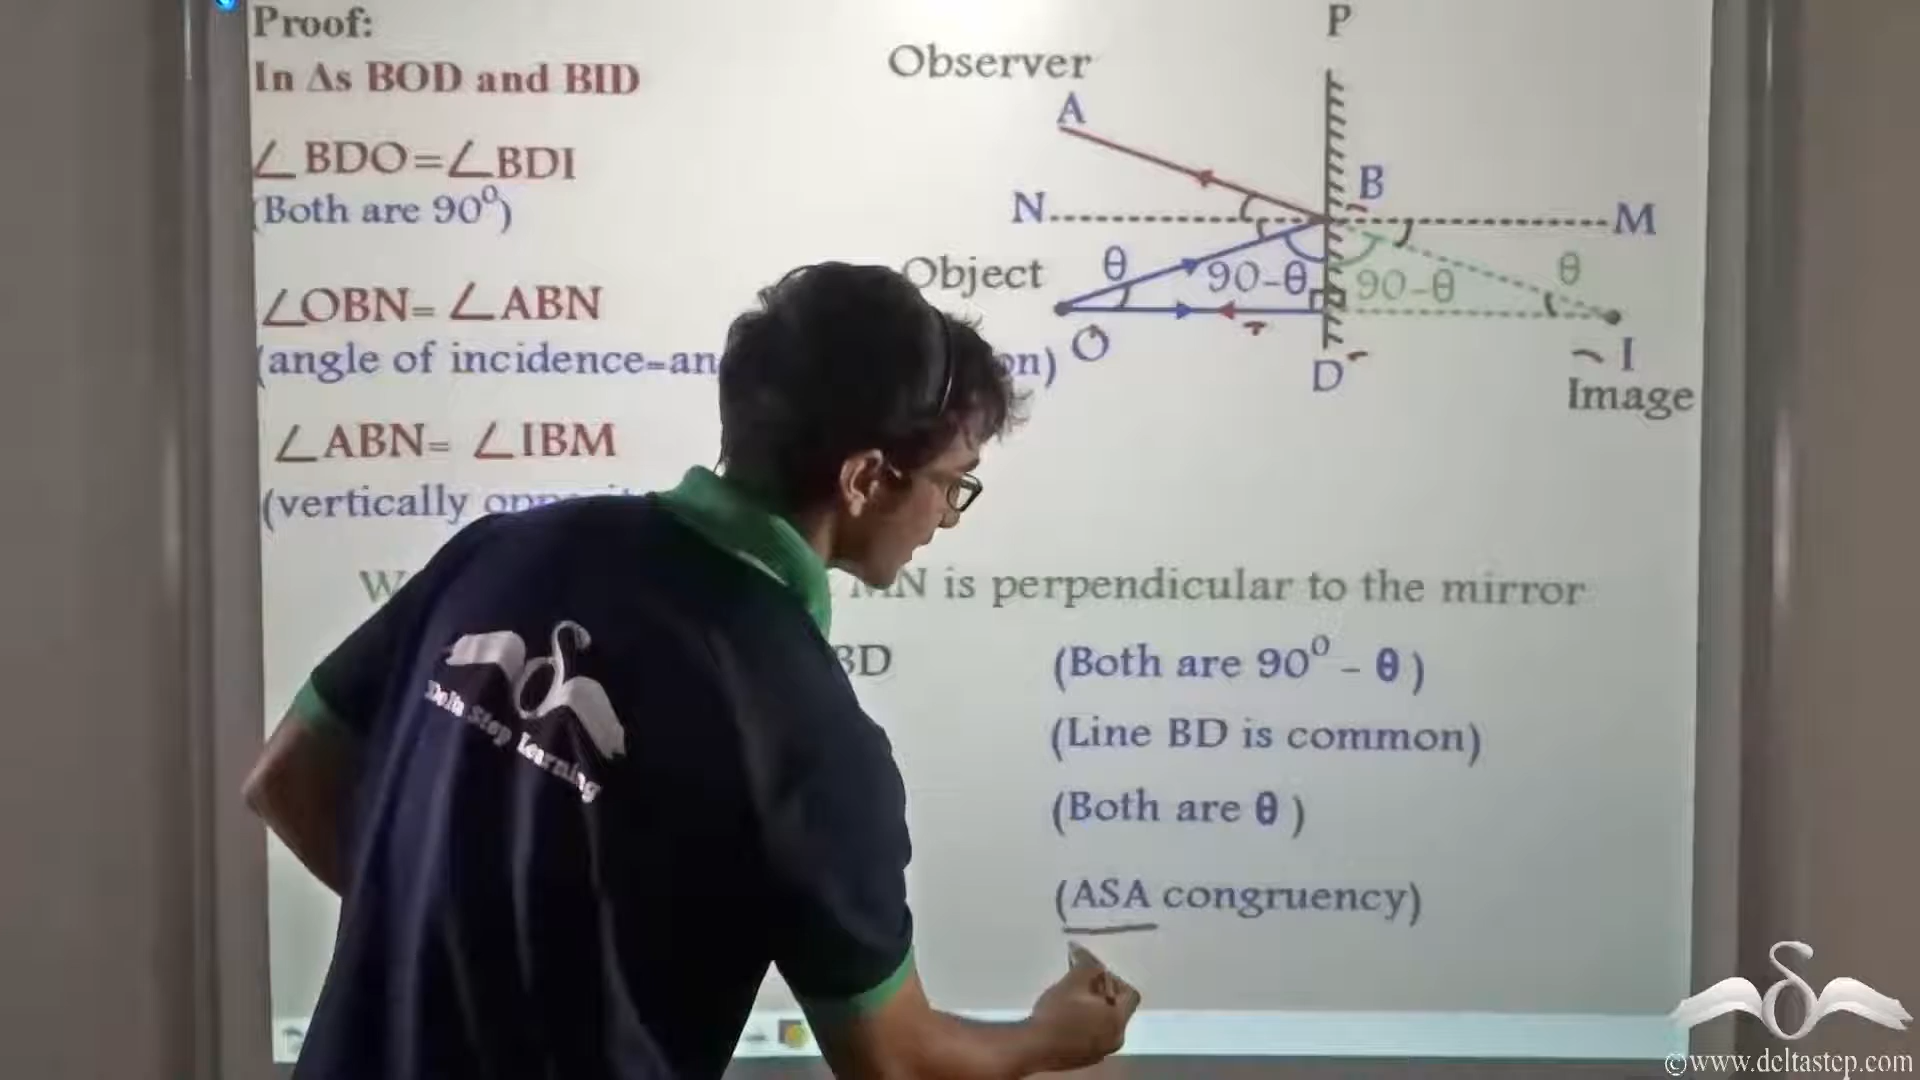 Proof:
In Δs BOD and BID
∠BDO=∠BDI
(Both are 90⁰)
∠OBN= ∠ABN
(angle of incidence=an
on)
∠ABN= ∠IBM
(vertically
MN is perpendicular to the mirror
BD
(Both are 90⁰ - θ )
(Line BD is common)
(Both are θ )
(ASA congruency)
P
Observer
A
B
N
M
Object
θ
90-θ
90-θ
θ
O
D
I
Image
Delta Step Learning
©www.deltastep.com